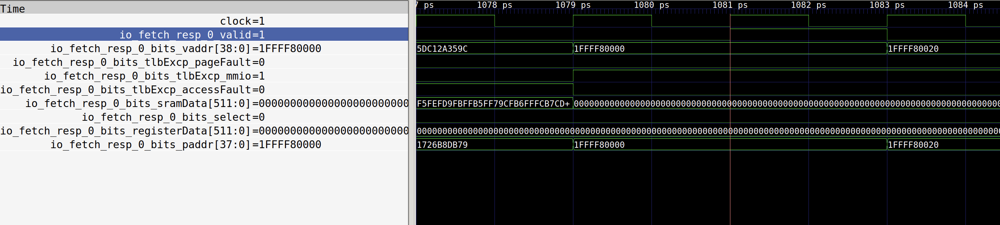 7 ps 1078 ps 1079 ps 1080 ps 1081 ps 1082 ps 1083 ps 1084 ps
Time
clock=1
io_fetch_resp_0_valid=1
io_fetch_resp_0_bits_vaddr[38:0]=1FFFF80000 5DC12A359C 1FFFF80000 1FFFF80020
io_fetch_resp_0_bits_tlbExcp_pageFault=0
io_fetch_resp_0_bits_tlbExcp_mmio=1
io_fetch_resp_0_bits_tlbExcp_accessFault=0
io_fetch_resp_0_bits_sramData[511:0]=000000000000000000000000 F5FEFD9FBFFB5FF79CFB6FFFCB7CD+ 00000000000000000000000000000000000000000000000000000000000000000000000000000000000
io_fetch_resp_0_bits_select=0
io_fetch_resp_0_bits_registerData[511:0]=000000000000000000000000 00000000000000000000000000000000000000000000000000000000000000000000000000000000000000000000000000000000000000
io_fetch_resp_0_bits_paddr[37:0]=1FFFF80000 1726B8DB79 1FFFF80000 1FFFF80020